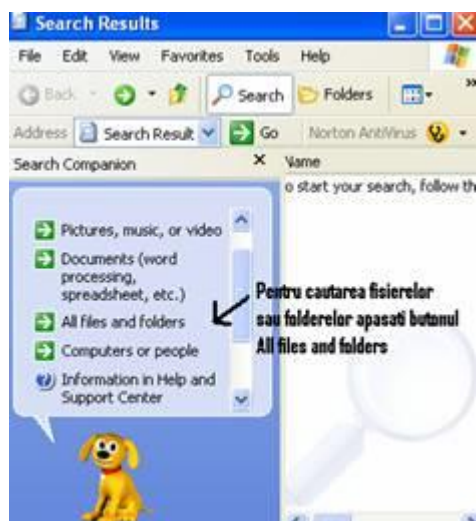 Search Results
File Edit View Favorites Tools Help
Back Search Folders
Address Search Result Go Norton AntiVirus
Search Companion
Name
o start your search, follow th
Pictures, music, or video
Documents (word
processing,
spreadsheet, etc.)
All files and folders
Computers or people
Information in Help and
Support Center
Pentru cautarea fisierelor
sau folderelor apasati butonul
All files and folders